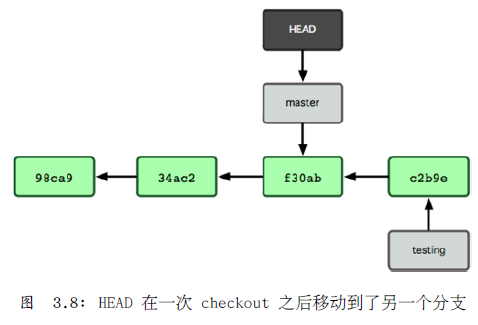 HEAD
master
98ca9
34ac2
f30ab
c2b9e
testing
图 3.8: HEAD 在一次 checkout 之后移动到了另一个分支